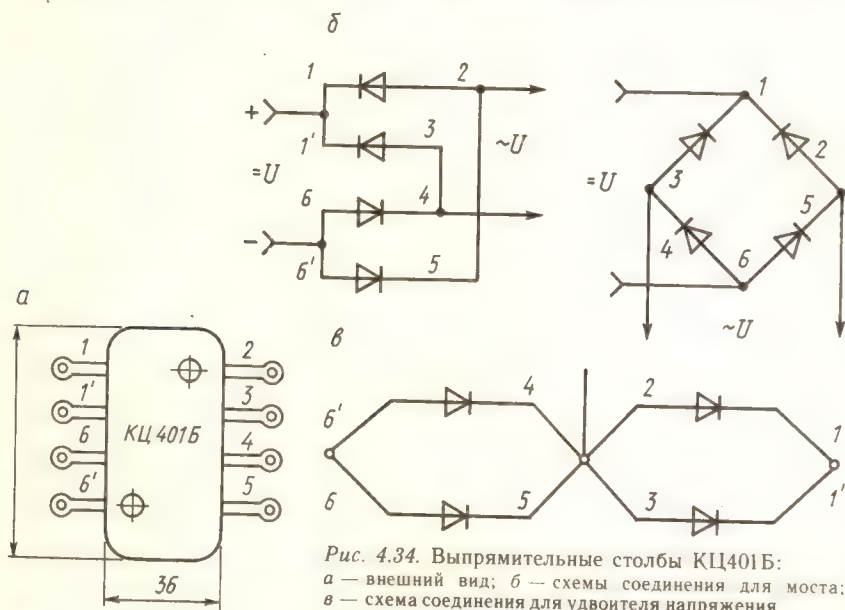 б
1 2
+
1' 3 ~U
=U
6 4
–
6' 5
1
3 2
=U
4 5
6
~U
а
1 2
1' 3
КЦ401Б
6 4
6' 5
36
в
4 2
6' 1
6 1'
5 3
Рис. 4.34. Выпрямительные столбы КЦ401Б:
а — внешний вид; б — схемы соединения для моста;
в — схема соединения для удвоителя напряжения